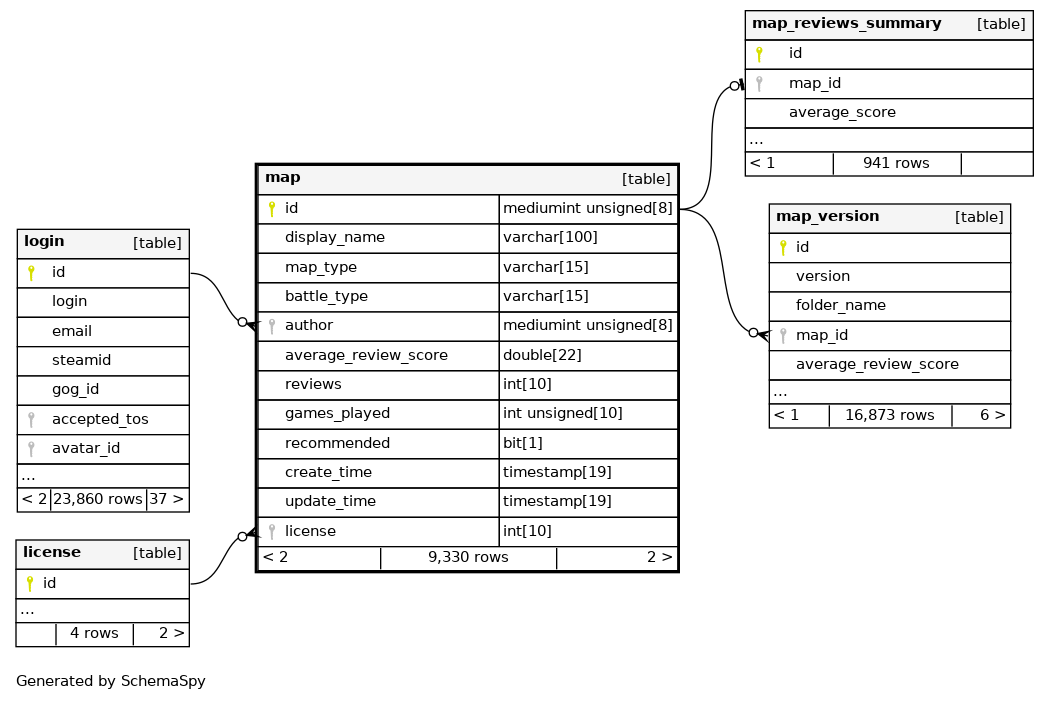 map_reviews_summary [table]
id
map_id
average_score
...
< 1 941 rows
map [table]
id mediumint unsigned[8]
display_name varchar[100]
map_type varchar[15]
battle_type varchar[15]
author mediumint unsigned[8]
average_review_score double[22]
reviews int[10]
games_played int unsigned[10]
recommended bit[1]
create_time timestamp[19]
update_time timestamp[19]
license int[10]
< 2 9,330 rows 2 >
map_version [table]
id
version
folder_name
map_id
average_review_score
...
< 1 16,873 rows 6 >
login [table]
id
login
email
steamid
gog_id
accepted_tos
avatar_id
...
< 2 23,860 rows 37 >
license [table]
id
...
4 rows 2 >
Generated by SchemaSpy